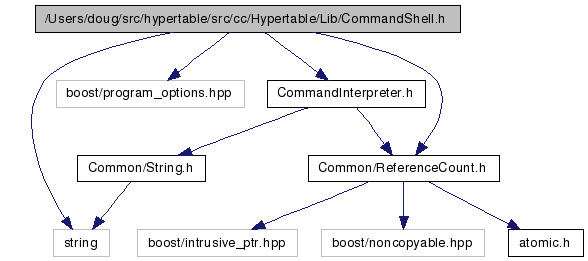 /Users/doug/src/hypertable/src/cc/Hypertable/Lib/CommandShell.h
boost/program_options.hpp
CommandInterpreter.h
Common/String.h
Common/ReferenceCount.h
string
boost/intrusive_ptr.hpp
boost/noncopyable.hpp
atomic.h